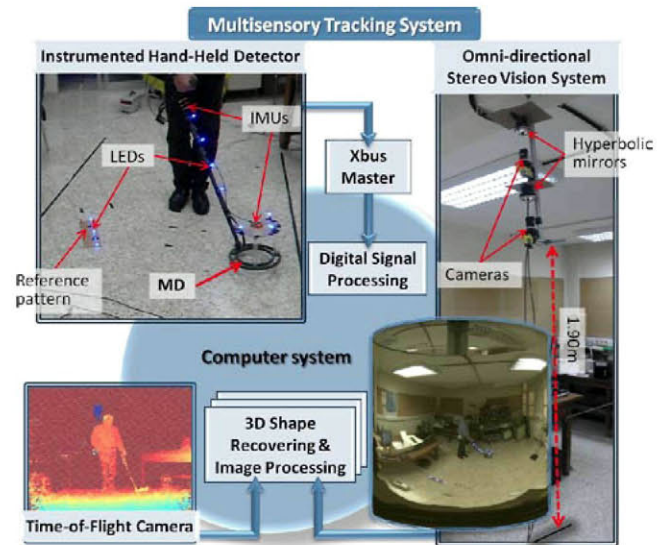 Multisensory Tracking System
Instrumented Hand-Held Detector
Omni-directional
Stereo Vision System
IMUs
LEDs
Hyperbolic
mirrors
Xbus
Master
Reference
pattern
MD
Digital Signal
Processing
Cameras
1.90m
Computer system
3D Shape
Recovering &
Image Processing
Time-of-Flight Camera